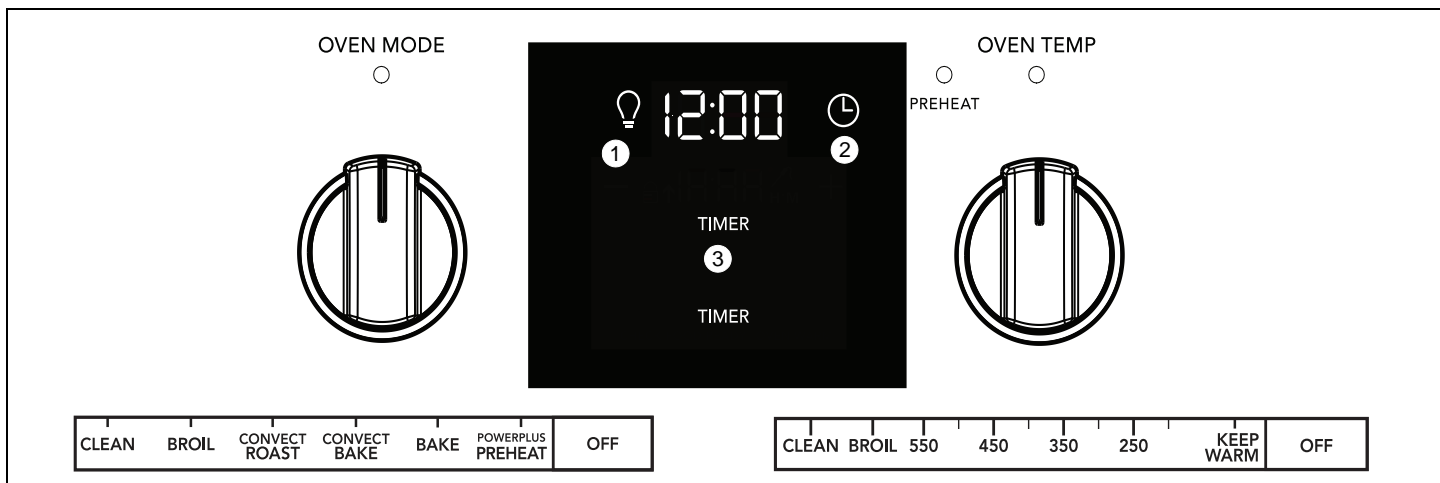 OVEN MODE
OVEN TEMP
12:00
PREHEAT
1
2
TIMER
3
TIMER
CLEAN
BROIL
CONVECT
ROAST
CONVECT
BAKE
BAKE
POWERPLUS
PREHEAT
OFF
CLEAN
BROIL
550
450
350
250
KEEP
WARM
OFF